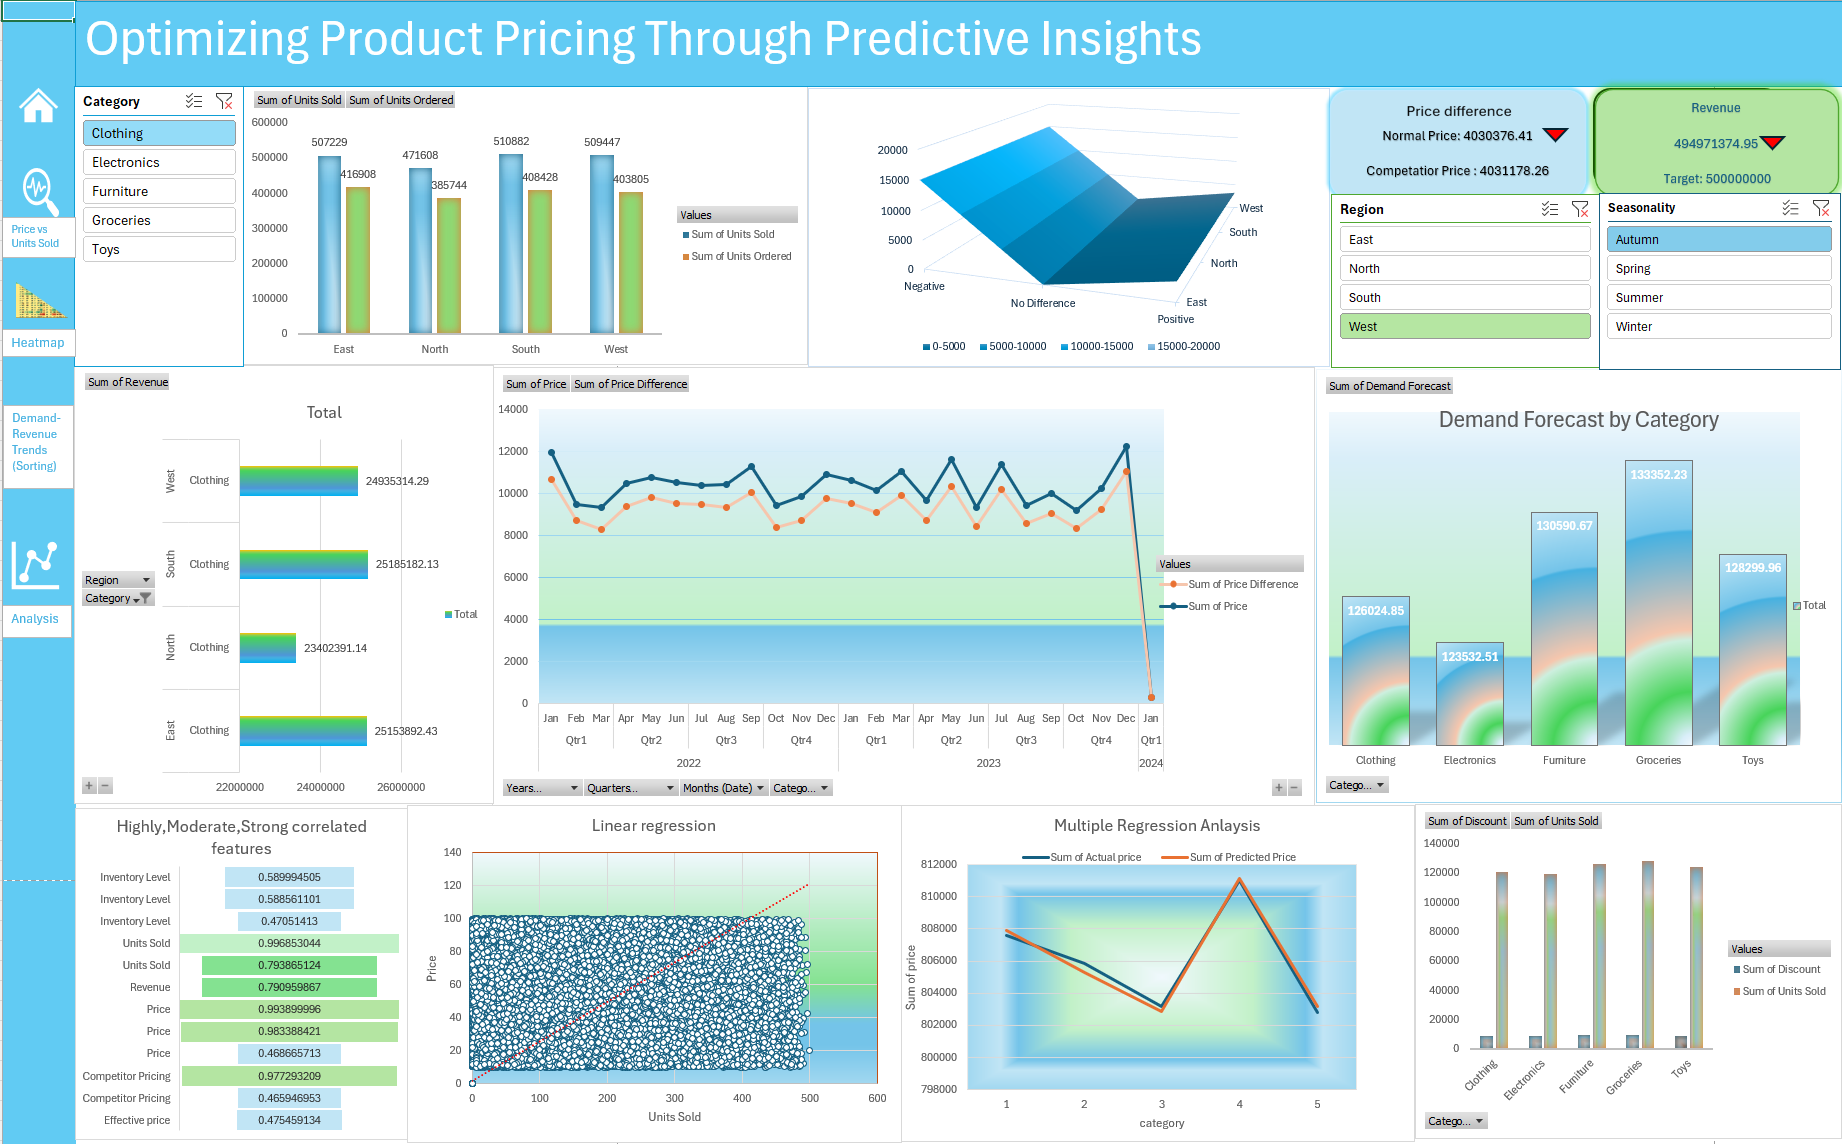 Optimizing Product Pricing Through Predictive Insights
Price vs
Units Sold
Heatmap
Demand-
Revenue
Trends
(Sorting)
Analysis
Category
Clothing
Electronics
Furniture
Groceries
Toys
Sum of Units Sold Sum of Units Ordered
600000
500000
400000
300000
200000
100000
0
507229
416908
471608
385744
510882
408428
509447
403805
East
North
South
West
Values
Sum of Units Sold
Sum of Units Ordered
20000
15000
10000
5000
0
Negative
No Difference
Positive
West
South
North
East
0-5000 5000-10000 10000-15000 15000-20000
Price difference
Normal Price: 4030376.41
Competatior Price : 4031178.26
Revenue
494971374.95
Target: 500000000
Region
East
North
South
West
Seasonality
Autumn
Spring
Summer
Winter
Sum of Revenue
Total
West Clothing 24935314.29
South Clothing 25185182.13
North Clothing 23402391.14
East Clothing 25153892.43
22000000 24000000 26000000
Region
Category
Total
Sum of Price Sum of Price Difference
14000
12000
10000
8000
6000
4000
2000
0
Jan Feb Mar Apr May Jun Jul Aug Sep Oct Nov Dec Jan Feb Mar Apr May Jun Jul Aug Sep Oct Nov Dec Jan
Qtr1 Qtr2 Qtr3 Qtr4 Qtr1 Qtr2 Qtr3 Qtr4 Qtr1
2022 2023 2024
Values
Sum of Price Difference
Sum of Price
Years... Quarters... Months (Date) Catego...
Sum of Demand Forecast
Demand Forecast by Category
126024.85
123532.51
130590.67
133352.23
128299.96
Clothing Electronics Furniture Groceries Toys
Total
Catego...
Highly,Moderate,Strong correlated
features
Inventory Level 0.589994505
Inventory Level 0.588561101
Inventory Level 0.47051413
Units Sold 0.996853044
Units Sold 0.793865124
Revenue 0.790959867
Price 0.993899996
Price 0.983388421
Price 0.468665713
Competitor Pricing 0.977293209
Competitor Pricing 0.465946953
Effective price 0.475459134
Linear regression
140
120
100
80
60
40
20
0
Price
0 100 200 300 400 500 600
Units Sold
Multiple Regression Anlaysis
Sum of Actual price Sum of Predicted Price
812000
810000
808000
806000
804000
802000
800000
798000
Sum of price
1 2 3 4 5
category
Sum of Discount Sum of Units Sold
140000
120000
100000
80000
60000
40000
20000
0
Clothing Electronics Furniture Groceries Toys
Values
Sum of Discount
Sum of Units Sold
Catego...